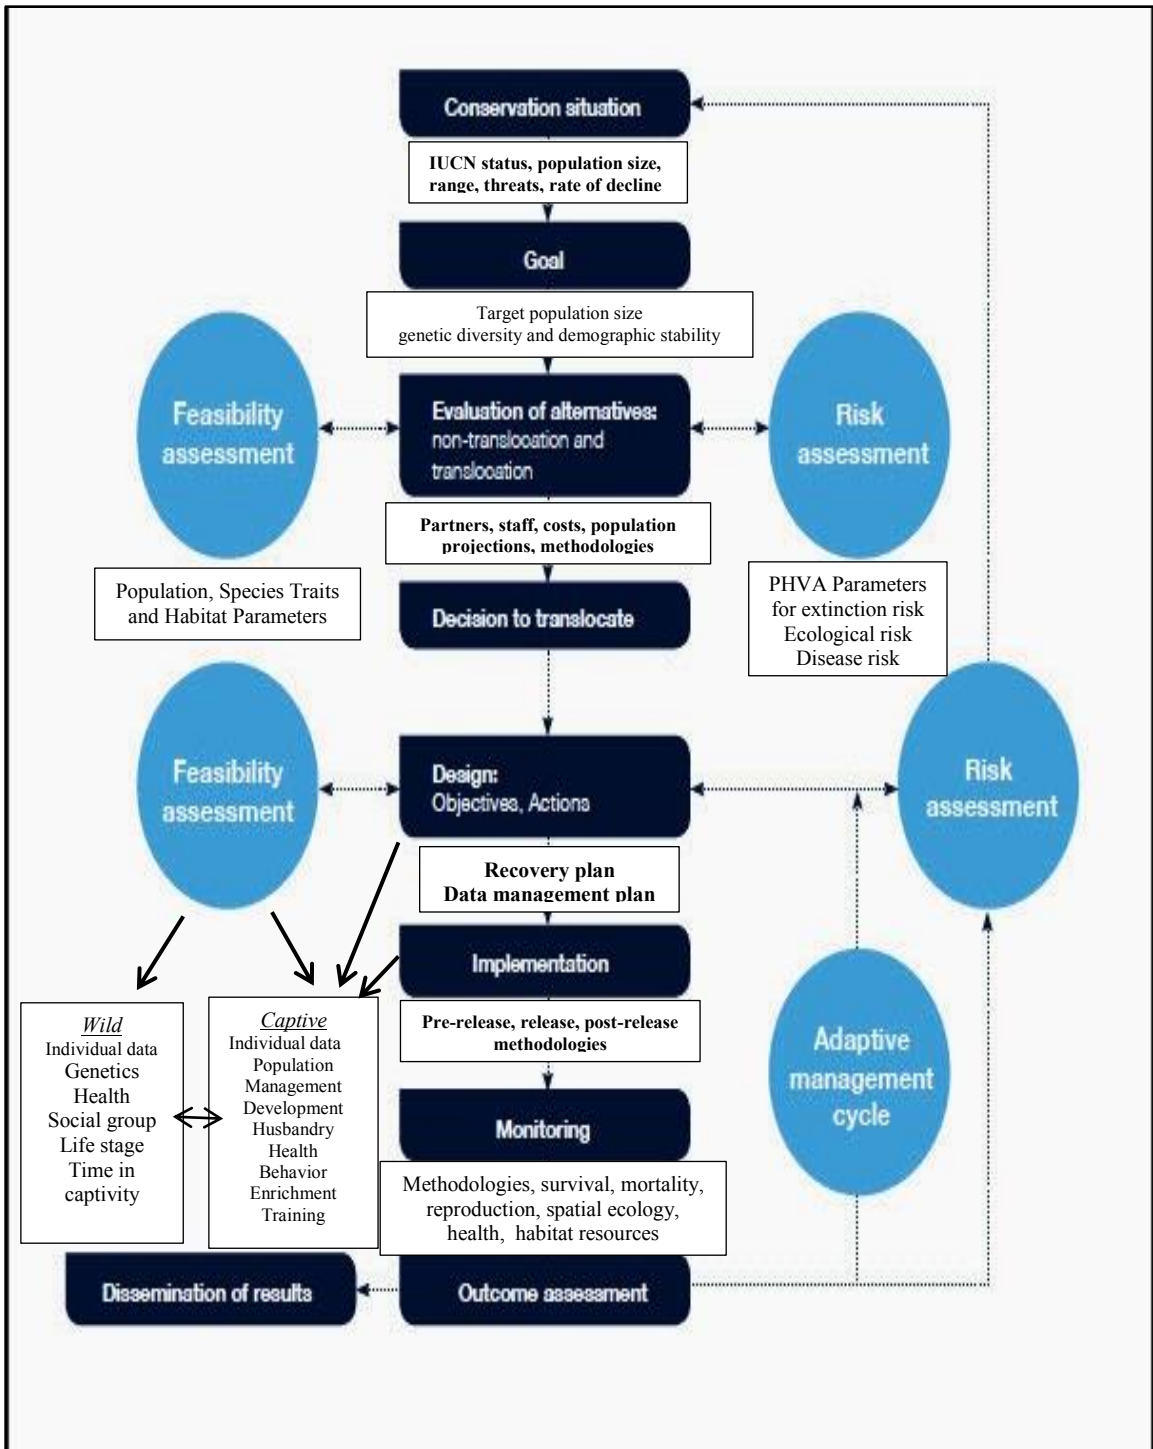 Conservation situation
IUCN status, population size,
range, threats, rate of decline
Goal
Target population size
genetic diversity and demographic stability
Feasibility
assessment
Evaluation of alternatives:
non-translocation and
translocation
Risk
assessment
Partners, staff, costs, population
projections, methodologies
Population, Species Traits
and Habitat Parameters
PHVA Parameters
for extinction risk
Ecological risk
Disease risk
Decision to translocate
Feasibility
assessment
Design:
Objectives, Actions
Risk
assessment
Recovery plan
Data management plan
Implementation
Pre-release, release, post-release
methodologies
Wild
Individual data
Genetics
Health
Social group
Life stage
Time in
captivity
Captive
Individual data
Population
Management
Development
Husbandry
Health
Behavior
Enrichment
Training
Adaptive
management
cycle
Monitoring
Methodologies, survival, mortality,
reproduction, spatial ecology,
health, habitat resources
Dissemination of results
Outcome assessment